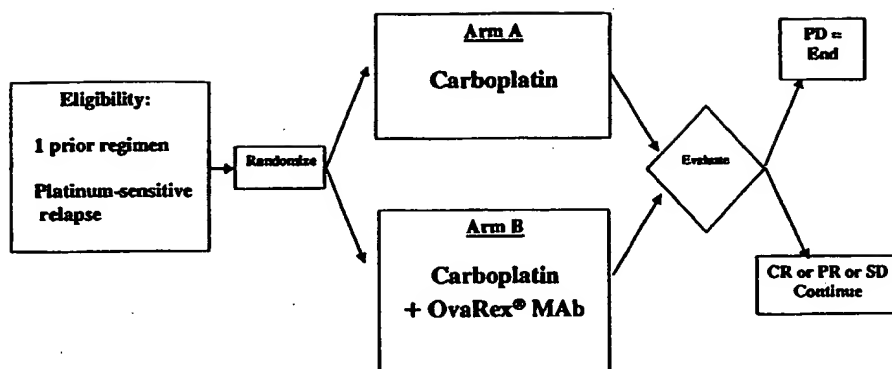 Eligibility:
1 prior regimen
Platinum-sensitive
relapse
Randomize
Arm A
Carboplatin
Arm B
Carboplatin
+ OvaRex® MAb
Evaluate
PD =
End
CR or PR or SD
Continue